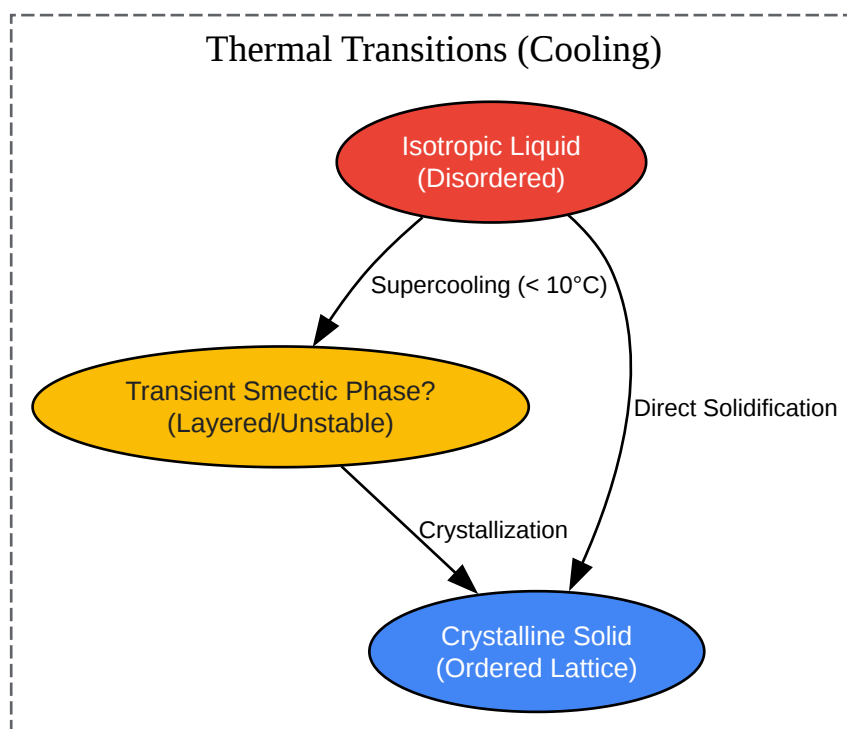 Thermal Transitions (Cooling)
Isotropic Liquid
(Disordered)
Supercooling (< 10°C)
Transient Smectic Phase?
(Layered/Unstable)
Direct Solidification
Crystallization
Crystalline Solid
(Ordered Lattice)